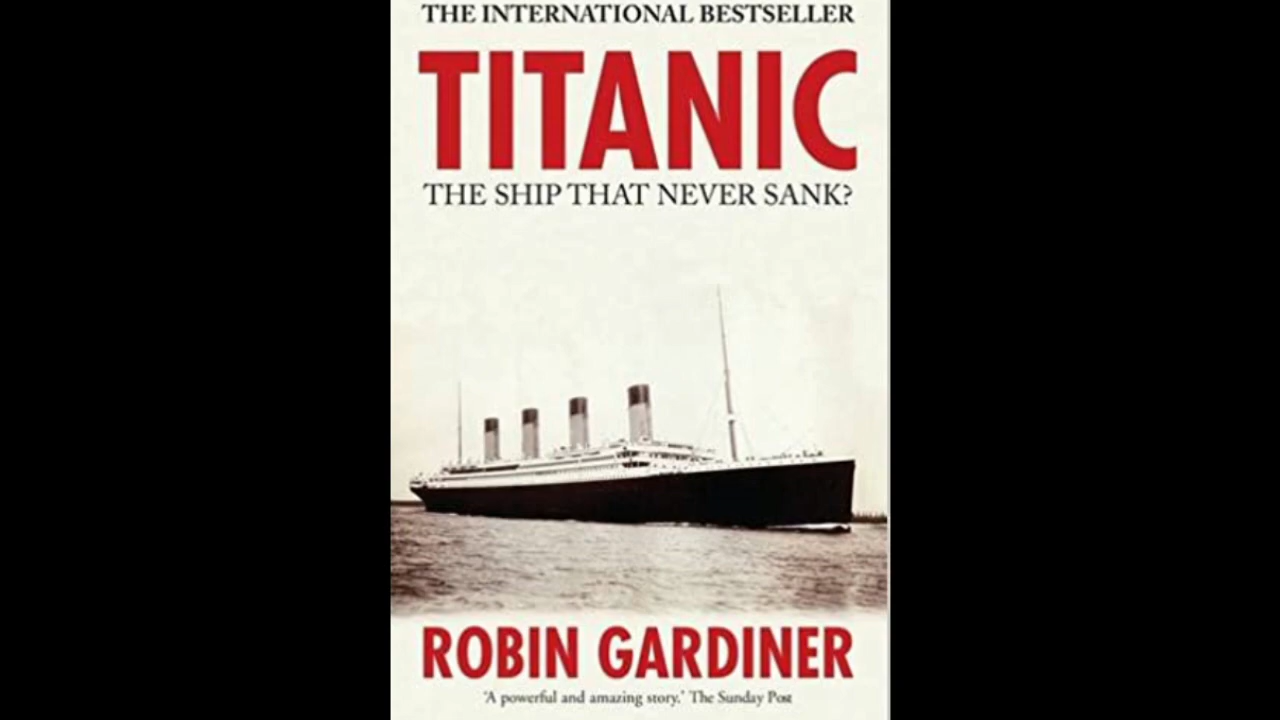 THE INTERNATIONAL BESTSELLER
TITANIC
THE SHIP THAT NEVER SANK?
ROBIN GARDINER
'A powerful and amazing story.' The Sunday Post